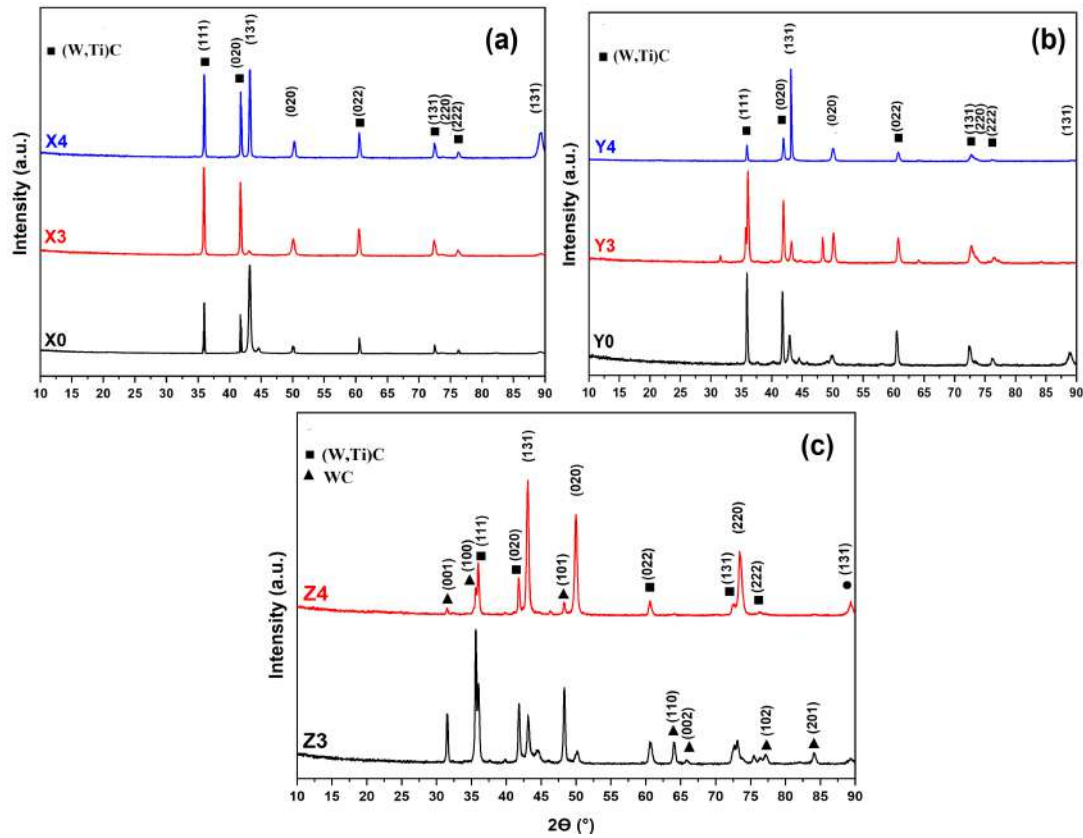 (a)
■ (W,Ti)C
(111)
(020)
(131)
(020)
(022)
(131)
(220)
(222)
(131)
X4
X3
X0
Intensity (a.u.)
10 15 20 25 30 35 40 45 50 55 60 65 70 75 80 85 90
(b)
■ (W,Ti)C
(111)
(020)
(131)
(020)
(022)
(131)
(220)
(222)
(131)
Y4
Y3
Y0
Intensity (a.u.)
10 15 20 25 30 35 40 45 50 55 60 65 70 75 80 85 90
(c)
■ (W,Ti)C
▲ WC
(001)
(100)
(111)
(020)
(131)
(101)
(020)
(022)
(131)
(220)
(222)
(131)
Z4
(110)
(002)
(102)
(201)
Z3
Intensity (a.u.)
10 15 20 25 30 35 40 45 50 55 60 65 70 75 80 85 90
2Θ (°)